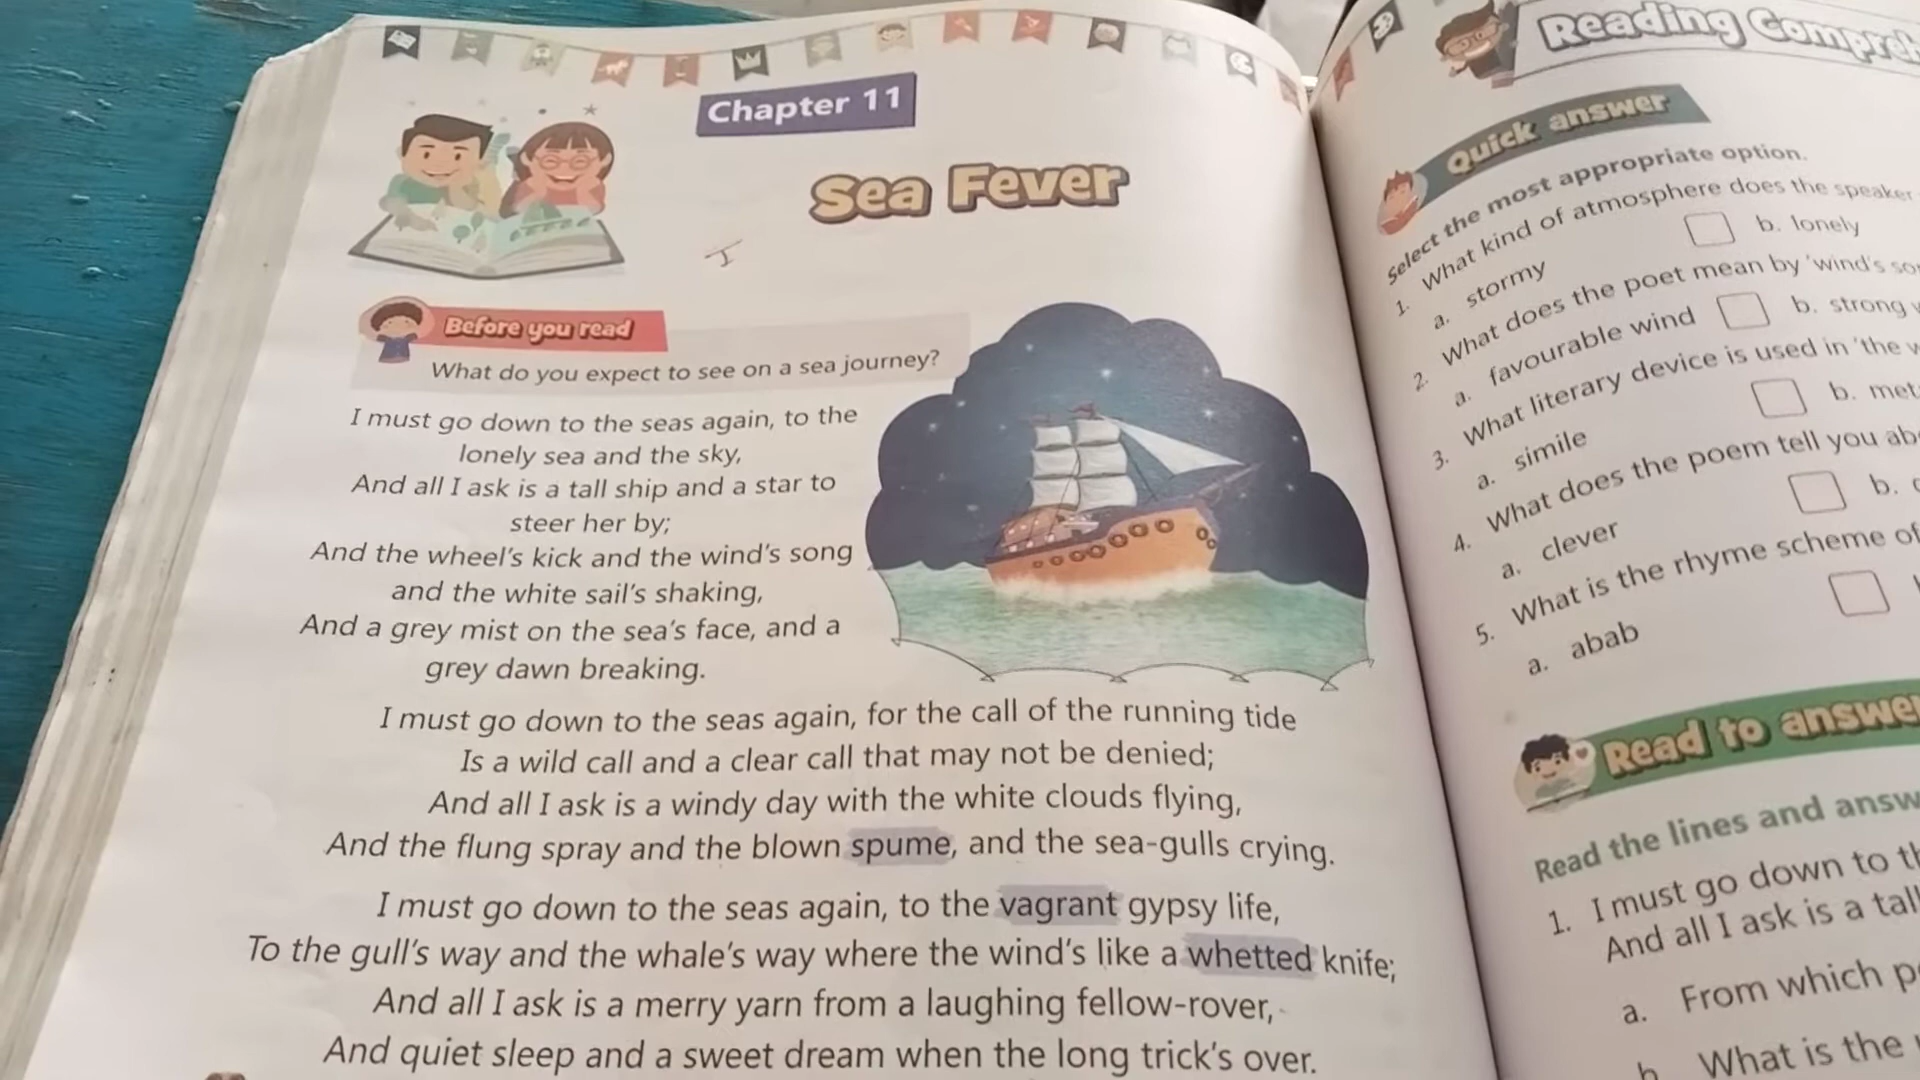 Chapter 11
Sea Fever
I
Before you read
What do you expect to see on a sea journey?
I must go down to the seas again, to the
lonely sea and the sky,
And all I ask is a tall ship and a star to
steer her by;
And the wheel's kick and the wind's song
and the white sail's shaking,
And a grey mist on the sea's face, and a
grey dawn breaking.
I must go down to the seas again, for the call of the running tide
Is a wild call and a clear call that may not be denied;
And all I ask is a windy day with the white clouds flying,
And the flung spray and the blown spume, and the sea-gulls crying.
I must go down to the seas again, to the vagrant gypsy life,
To the gull's way and the whale's way where the wind's like a whetted knife;
And all I ask is a merry yarn from a laughing fellow-rover,
And quiet sleep and a sweet dream when the long trick's over.
Reading
Quick answer
Select the most appropriate option.
1. What kind of atmosphere does the speaker
a. stormy b. lonely
2. What does the poet mean by 'wind's
a. favourable wind b. strong
3. What literary device is used in 'the
a. simile b.
4. What does the poem tell you
a. clever b.
5. What is the rhyme scheme of
a. abab
Read to answer
Read the lines and
1. I must go down to
And all I ask is a tall
a. From which
b. What is the